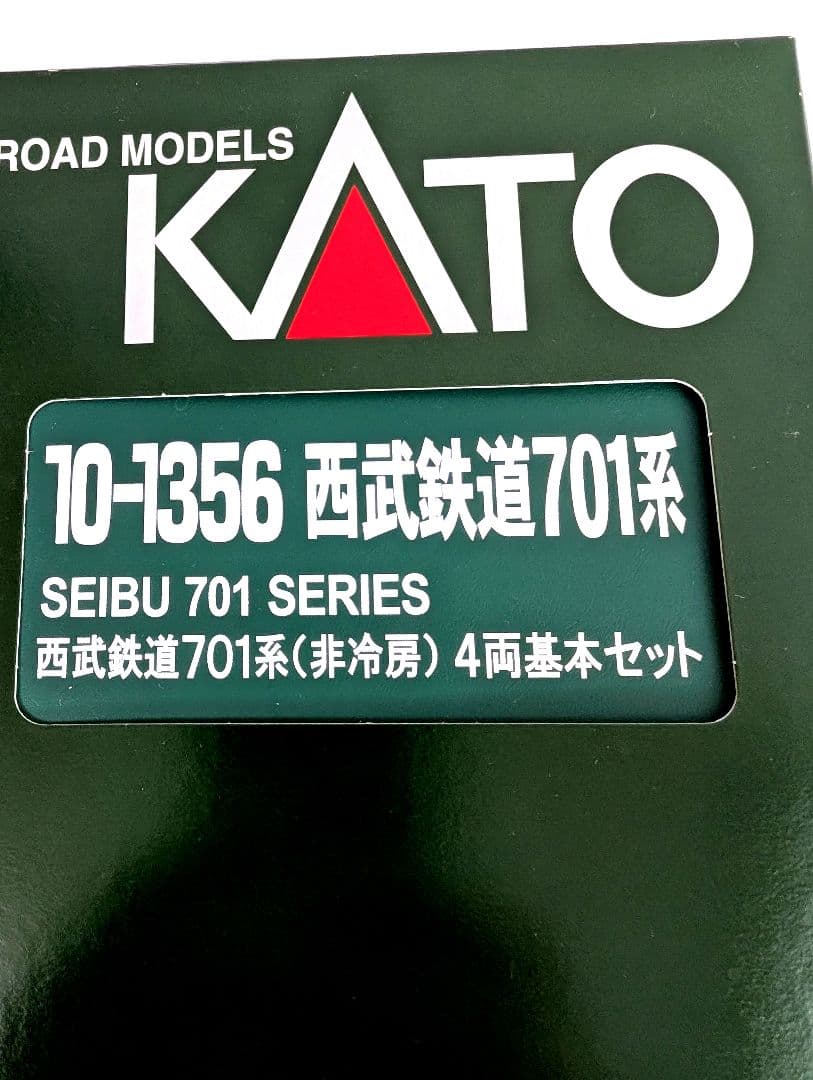 ROAD MODELS
KATO
10-1356 西武鉄道701系
SEIBU 701 SERIES
西武鉄道701系(非冷房) 4両基本セット